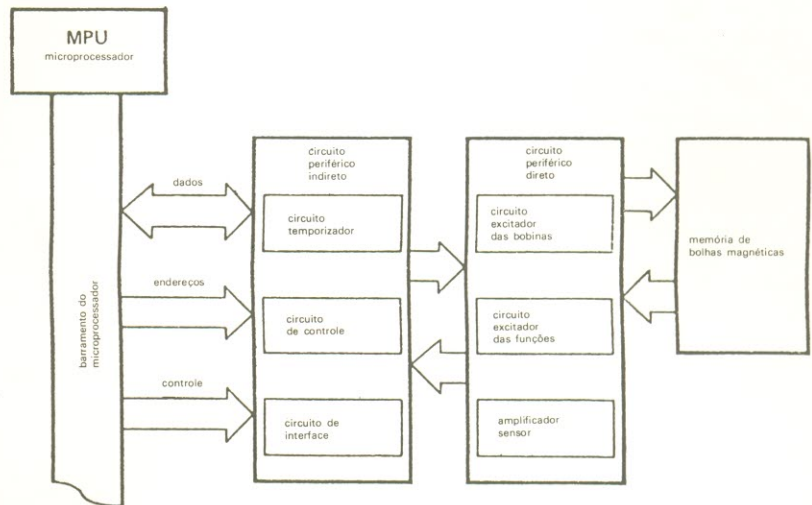 MPU
microprocessador
barramento do
microprocessador
dados
endereços
controle
circuito
periférico
indireto
circuito
temporizador
circuito
de controle
circuito de
interface
circuito
periférico
direto
circuito
excitador
das bobinas
circuito
excitador
das funções
amplificador
sensor
memória de
bolhas magnéticas